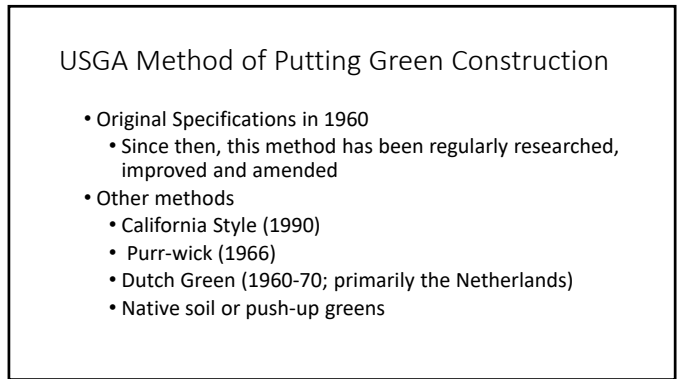 USGA Method of Putting Green Construction
• Original Specifications in 1960
• Since then, this method has been regularly researched,
improved and amended
• Other methods
• California Style (1990)
• Purr-wick (1966)
• Dutch Green (1960-70; primarily the Netherlands)
• Native soil or push-up greens